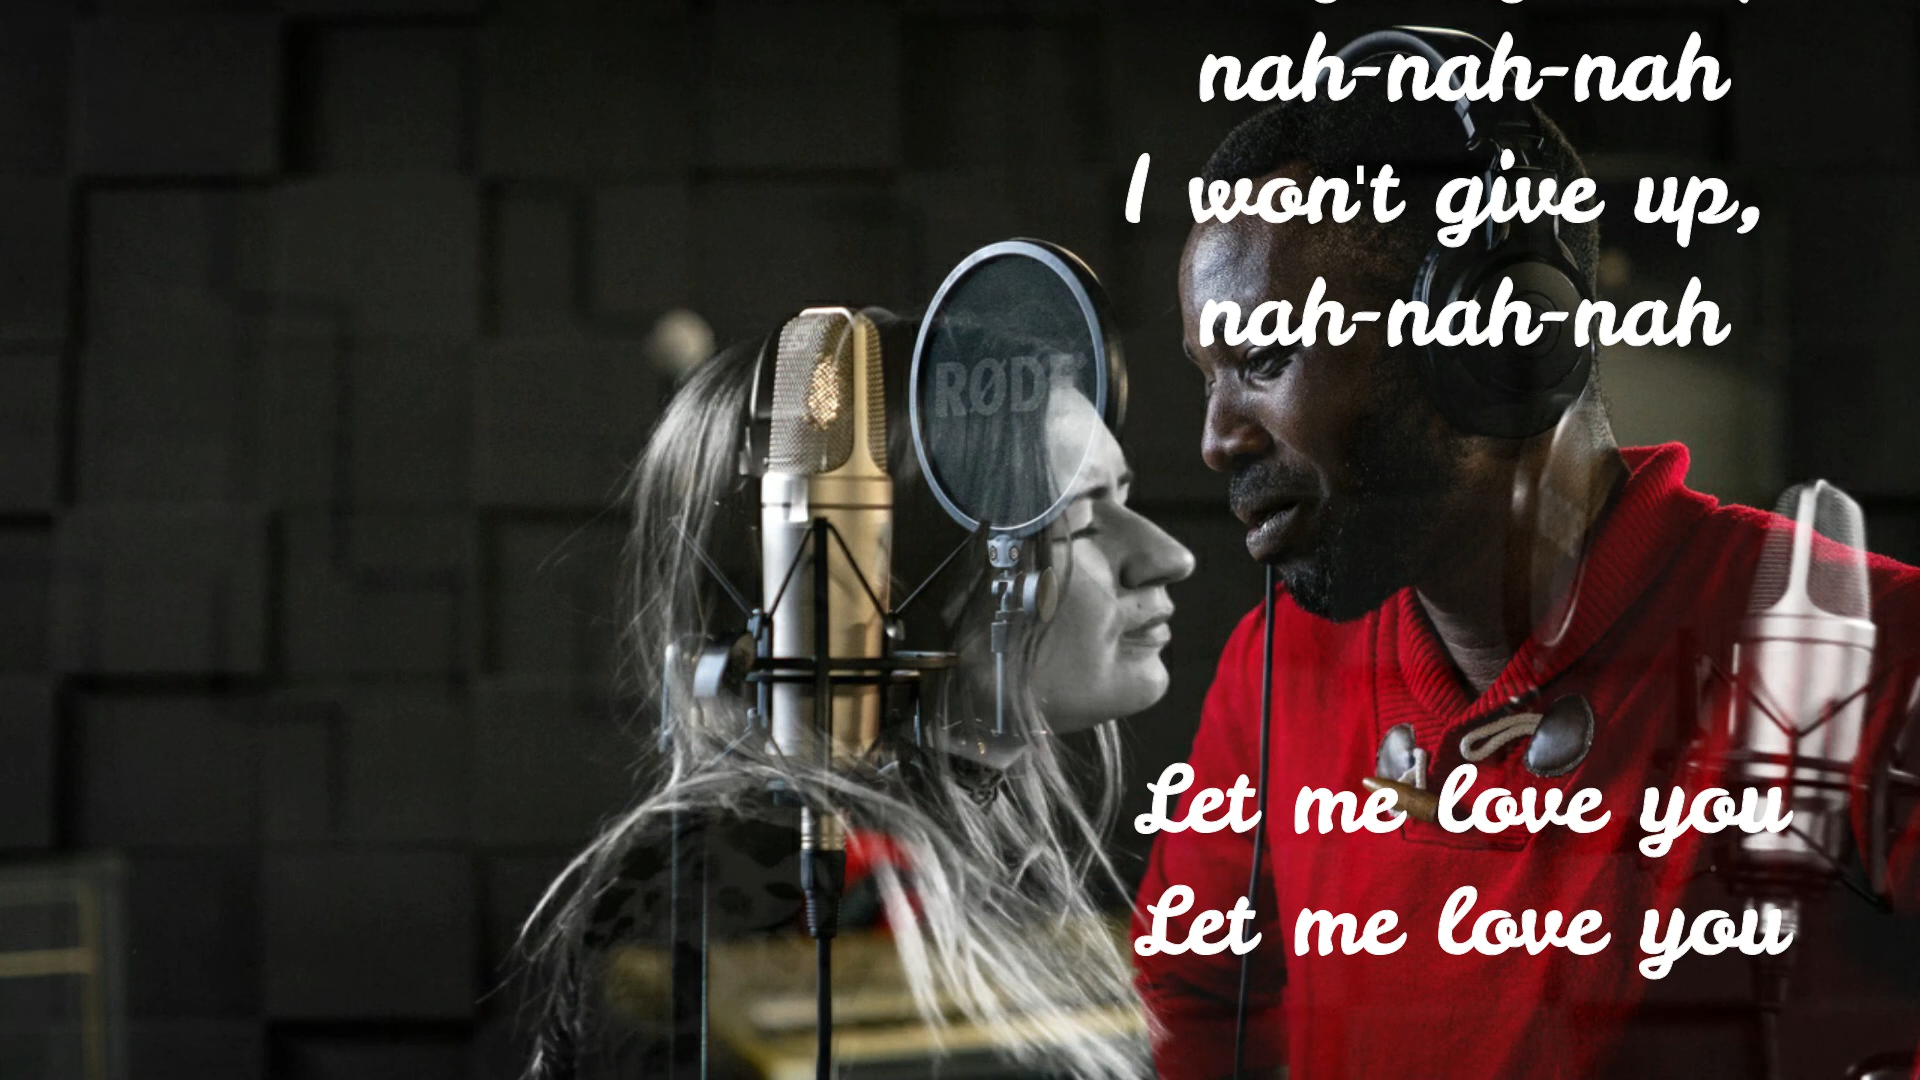 nah-nah-nah
I won't give up,
nah-nah-nah
RØDE
Let me love you
Let me love you